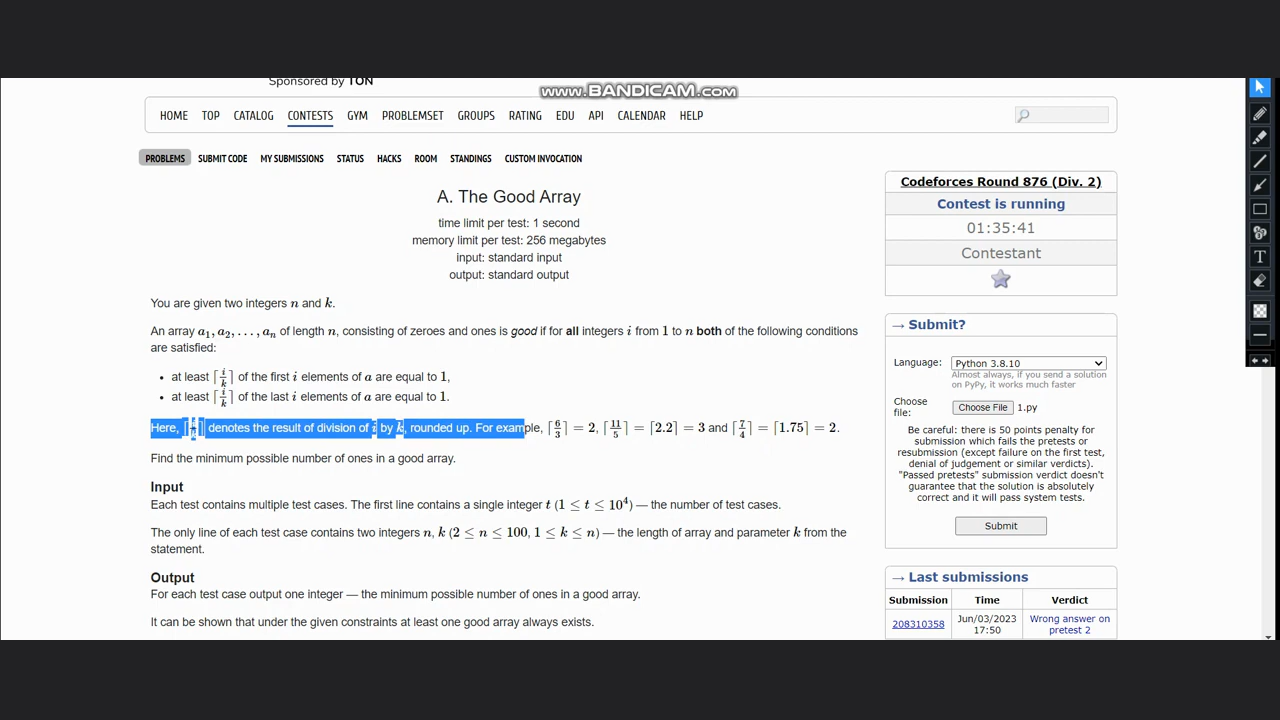 Sponsored by TON
www.BANDICAM.com
HOME TOP CATALOG CONTESTS GYM PROBLEMSET GROUPS RATING EDU API CALENDAR HELP
PROBLEMS SUBMIT CODE MY SUBMISSIONS STATUS HACKS ROOM STANDINGS CUSTOM INVOCATION
A. The Good Array
time limit per test: 1 second
memory limit per test: 256 megabytes
input: standard input
output: standard output
You are given two integers n and k.
An array a₁, a₂, …, aₙ of length n, consisting of zeroes and ones is good if for all integers i from 1 to n both of the following conditions
are satisfied:
• at least ⌈i/k⌉ of the first i elements of a are equal to 1,
• at least ⌈i/k⌉ of the last i elements of a are equal to 1.
Here, ⌈i/k⌉ denotes the result of division of i by k, rounded up. For example, ⌈6/3⌉ = 2, ⌈11/5⌉ = ⌈2.2⌉ = 3 and ⌈7/4⌉ = ⌈1.75⌉ = 2.
Find the minimum possible number of ones in a good array.
Input
Each test contains multiple test cases. The first line contains a single integer t (1 ≤ t ≤ 10⁴) — the number of test cases.
The only line of each test case contains two integers n, k (2 ≤ n ≤ 100, 1 ≤ k ≤ n) — the length of array and parameter k from the
statement.
Output
For each test case output one integer — the minimum possible number of ones in a good array.
It can be shown that under the given constraints at least one good array always exists.
Codeforces Round 876 (Div. 2)
Contest is running
01:35:41
Contestant
→ Submit?
Language: Python 3.8.10
Almost always, if you send a solution
on PyPy, it works much faster
Choose
file: Choose File 1.py
Be careful: there is 50 points penalty for
submission which fails the pretests or
resubmission (except failure on the first test,
denial of judgement or similar verdicts).
"Passed pretests" submission verdict doesn't
guarantee that the solution is absolutely
correct and it will pass system tests.
Submit
→ Last submissions
Submission Time Verdict
208310358 Jun/03/2023 17:50 Wrong answer on pretest 2
T